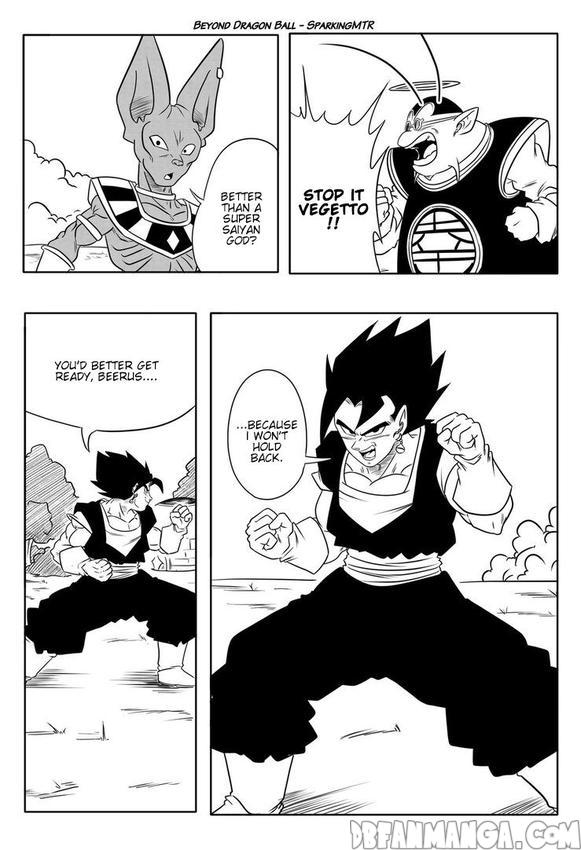 BEYOND DRAGON BALL - SPARKINGMTR
BETTER
THAN A
SUPER
SAIYAN
GOD?
STOP IT
VEGETTO
!!
YOU'D BETTER GET
READY, BEERUS....
...BECAUSE
I WON'T
HOLD
BACK.
DBFANMANGA.COM